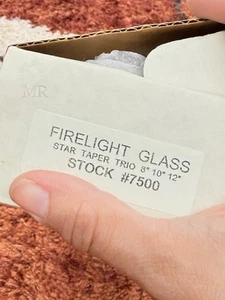 MR
FIRELIGHT GLASS
STAR TAPER TRIO 8" 10" 12"
STOCK #7500